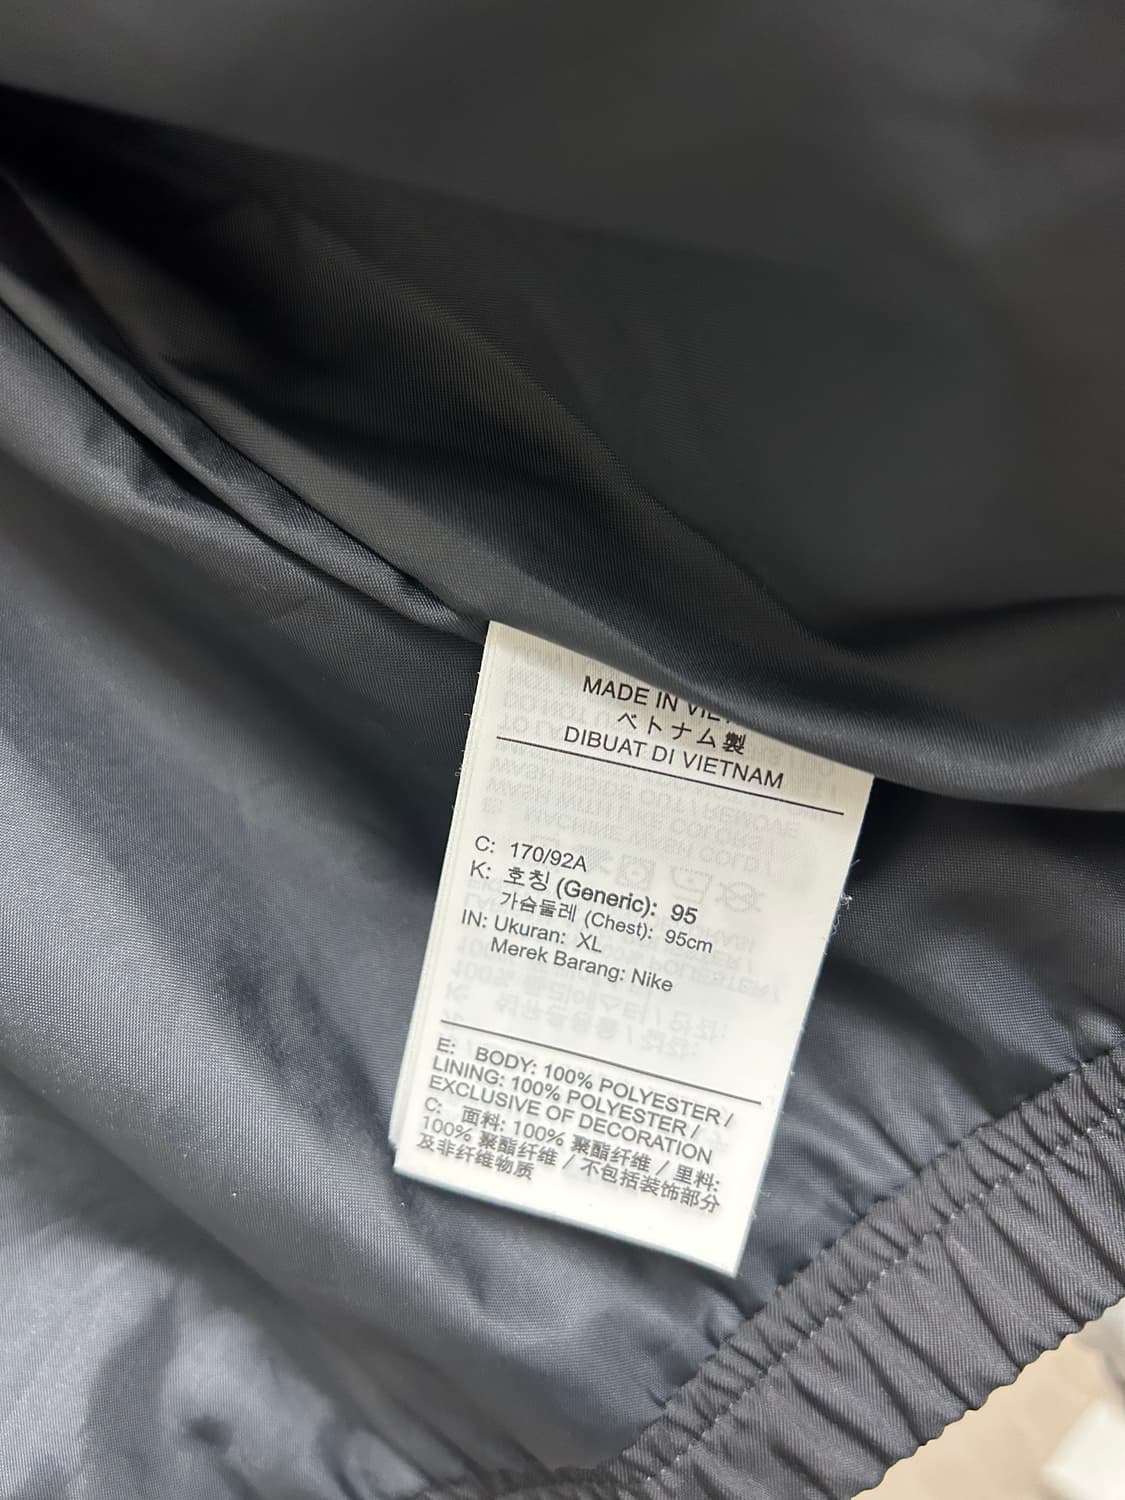 MADE IN
ベトナム製
DIBUAT DI VIETNAM
C: 170/92A
K: 호칭 (Generic): 95
가슴둘레 (Chest): 95cm
IN: Ukuran: XL
Merek Barang: Nike
E: BODY: 100% POLYESTER /
LINING: 100% POLYESTER /
EXCLUSIVE OF DECORATION
C: 面料: 100% 聚酯纤维 / 里料:
100% 聚酯纤维 / 不包括装饰部分
及非纤维物质